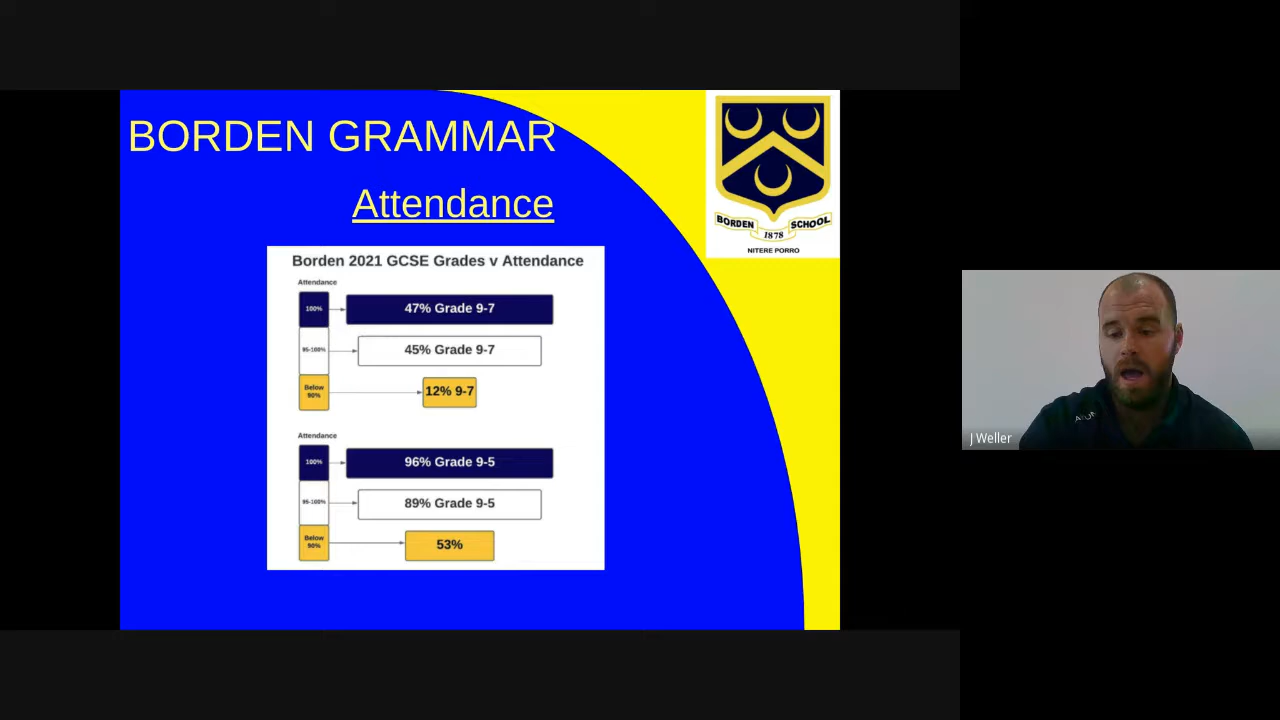 BORDEN GRAMMAR
Attendance
BORDEN SCHOOL
1878
NITERE PORRO
Borden 2021 GCSE Grades v Attendance
Attendance
100%
47% Grade 9-7
95-100%
45% Grade 9-7
Below
90%
12% 9-7
Attendance
100%
96% Grade 9-5
95-100%
89% Grade 9-5
Below
90%
53%
J Weller